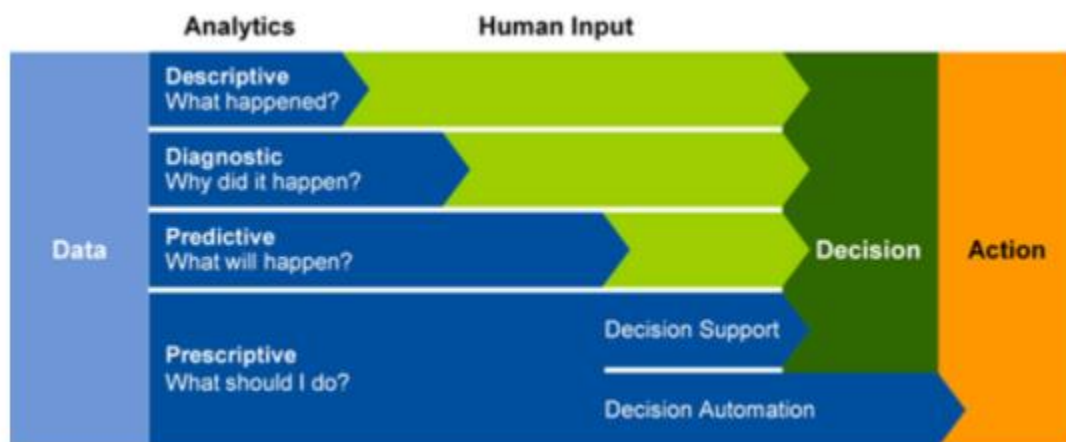 Analytics
Human Input
Descriptive
What happened?
Diagnostic
Why did it happen?
Predictive
What will happen?
Data
Decision
Action
Decision Support
Prescriptive
What should I do?
Decision Automation